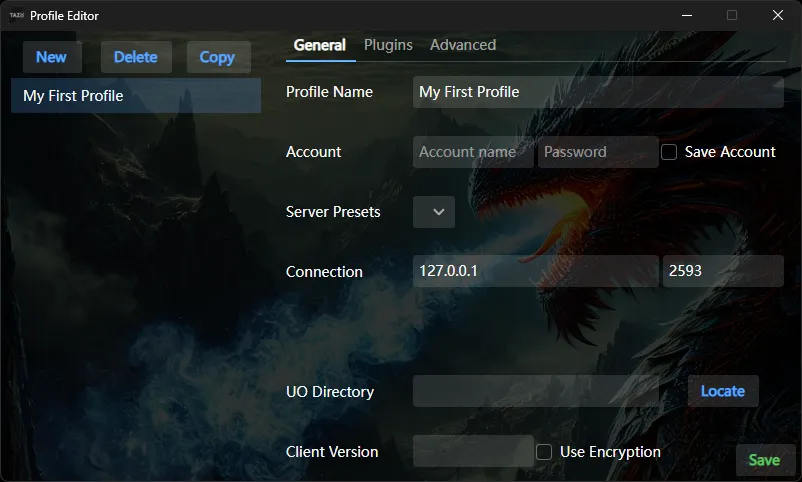 TAZU Profile Editor
New Delete Copy
My First Profile
General Plugins Advanced
Profile Name My First Profile
Account Account name Password Save Account
Server Presets
Connection 127.0.0.1 2593
UO Directory Locate
Client Version Use Encryption
Save